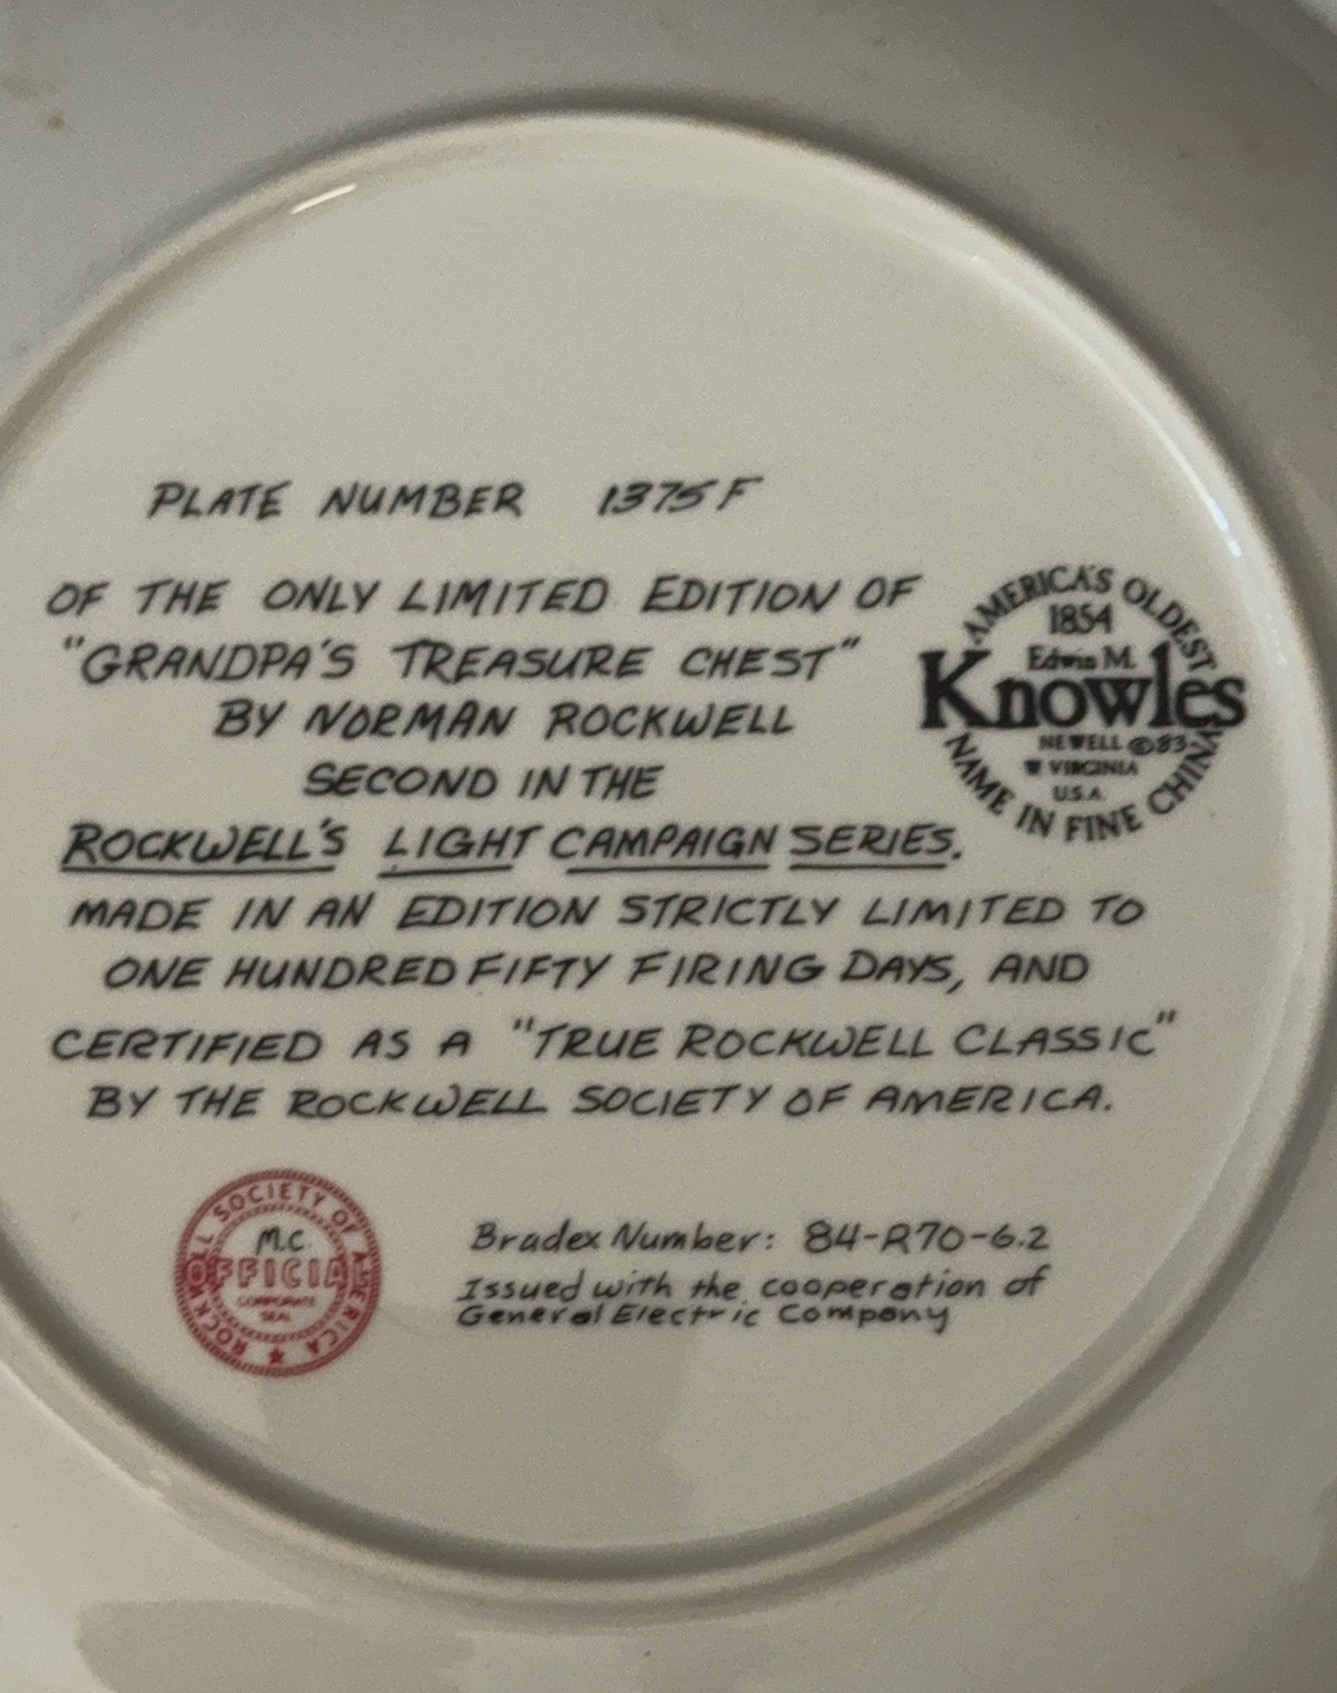 PLATE NUMBER 1375F
OF THE ONLY LIMITED EDITION OF
"GRANDPA'S TREASURE CHEST"
BY NORMAN ROCKWELL
SECOND IN THE
ROCKWELL'S LIGHT CAMPAIGN SERIES.
MADE IN AN EDITION STRICTLY LIMITED TO
ONE HUNDRED FIFTY FIRING DAYS, AND
CERTIFIED AS A "TRUE ROCKWELL CLASSIC"
BY THE ROCKWELL SOCIETY OF AMERICA.
AMERICA'S OLDEST
1854
Edwin M.
Knowles
NEWELL ©83
W VIRGINIA
U.S.A.
NAME IN FINE CHINA
ROCKWELL SOCIETY OF AMERICA
M.C.
OFFICIAL
CORPORATE
SEAL
Bradex Number: 84-R70-6.2
Issued with the cooperation of
General Electric Company